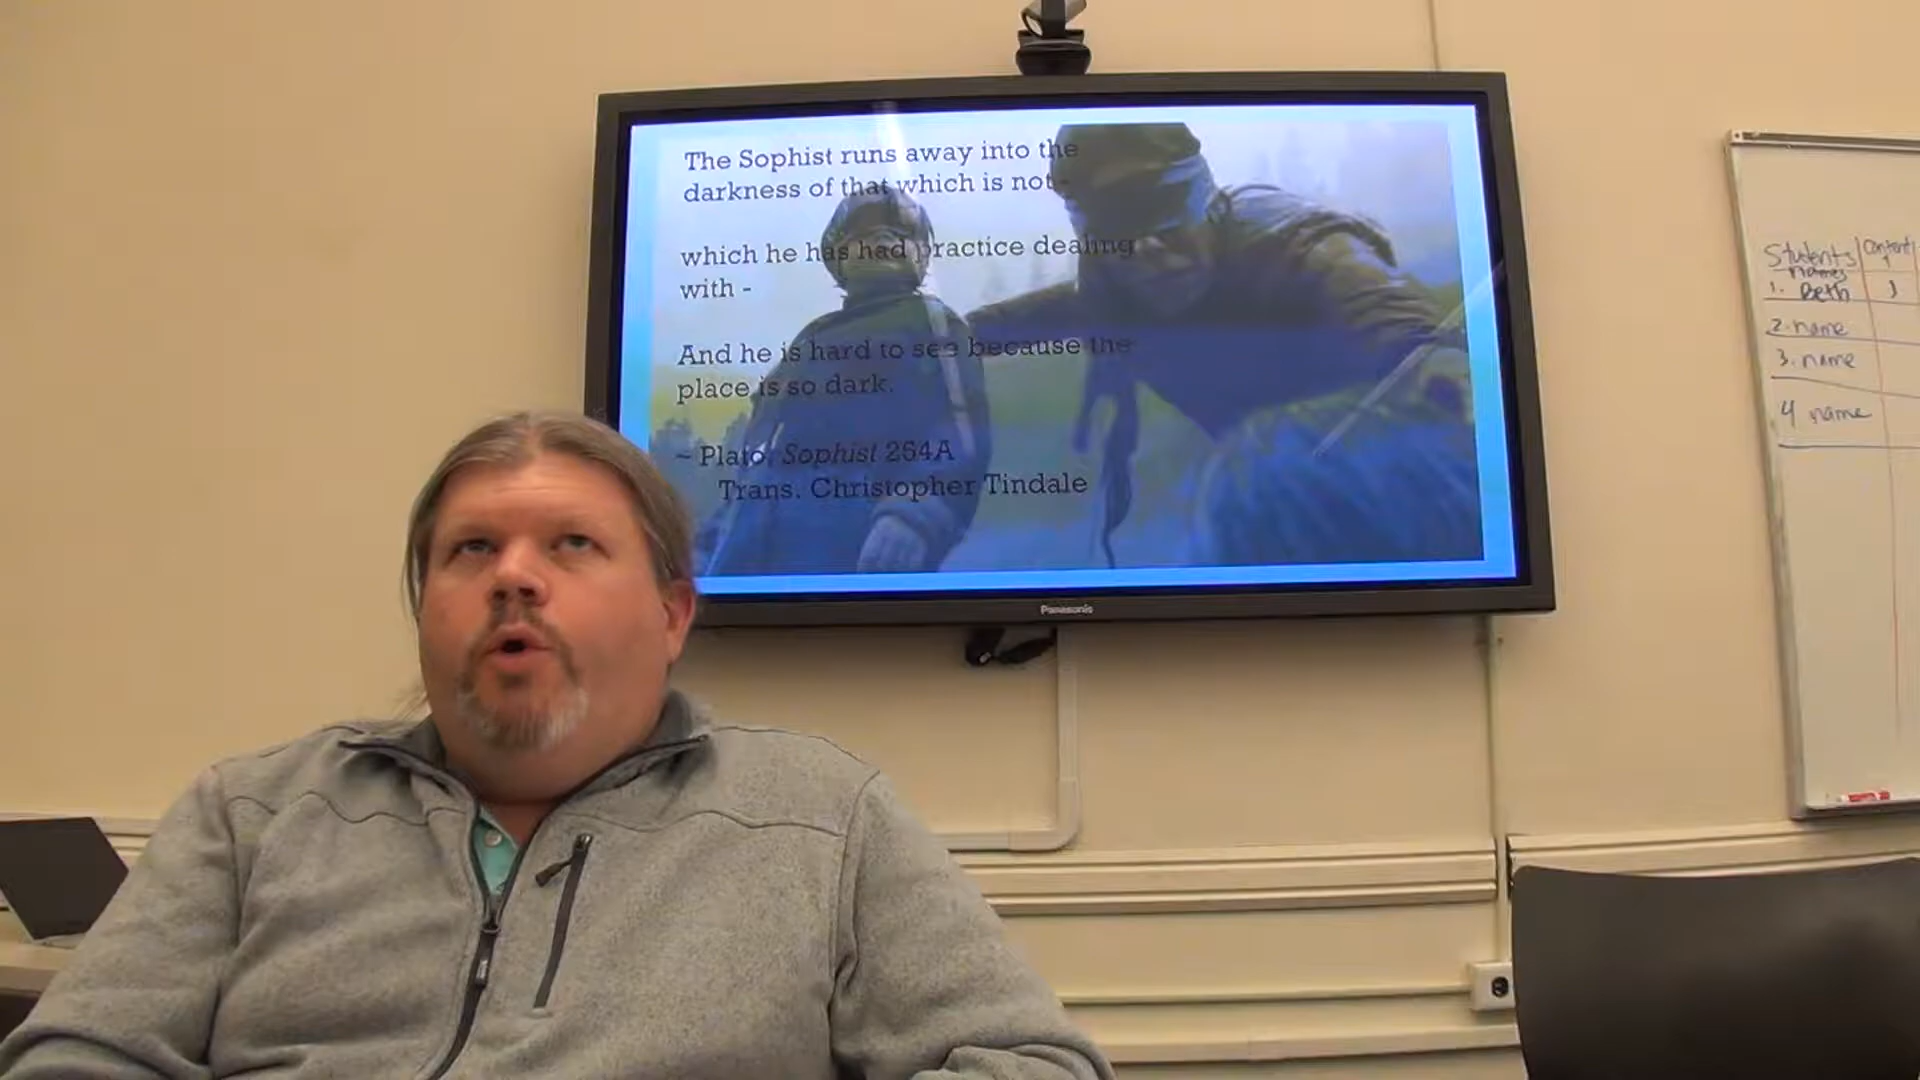 The Sophist runs away into the
darkness of that which is not -
which he has had practice dealing
with -
And he is hard to see because the
place is so dark.
~ Plato, Sophist 254A
Trans. Christopher Tindale
Panasonic
Students names Content
1. Beth 1
2. name
3. name
4 name